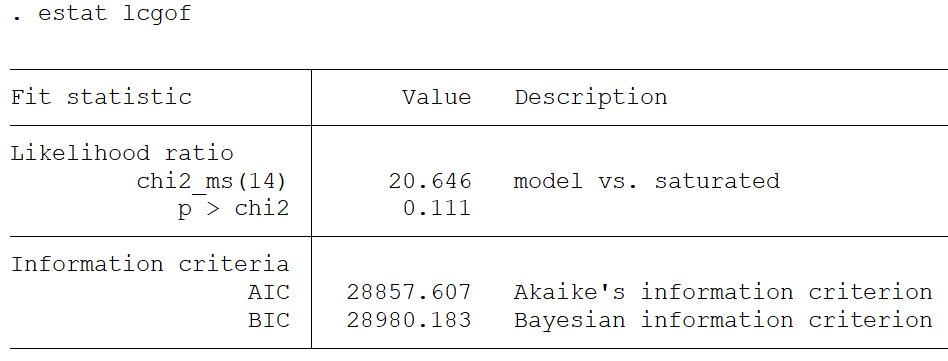 . estat lcgof
Fit statistic Value Description
Likelihood ratio
chi2_ms(14) 20.646 model vs. saturated
p > chi2 0.111
Information criteria
AIC 28857.607 Akaike's information criterion
BIC 28980.183 Bayesian information criterion